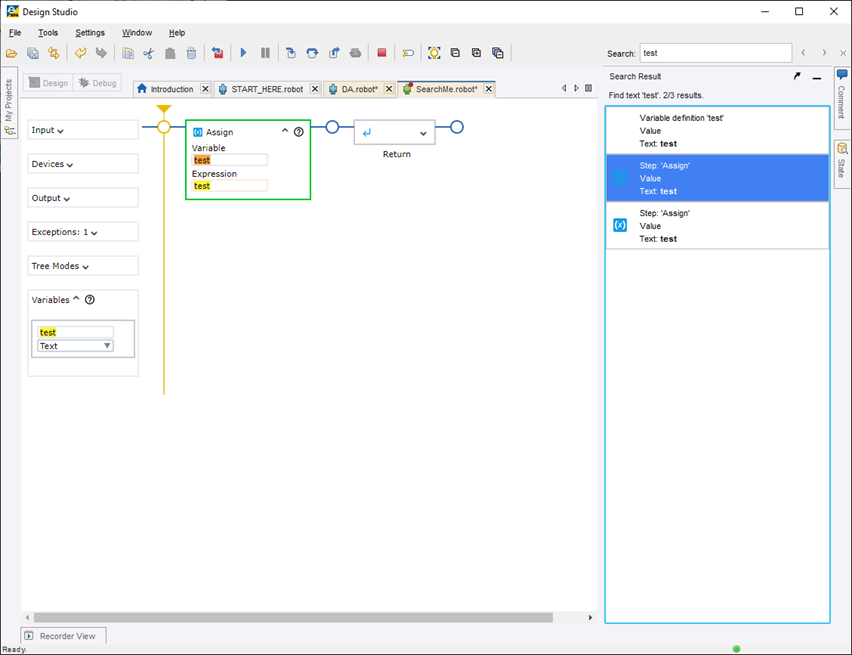 Design Studio
File Tools Settings Window Help
Search: test
Design Debug
Introduction START_HERE.robot DA.robot* SearchMe.robot*
My Projects
Input
Devices
Output
Exceptions: 1
Tree Modes
Variables
test
Text
Assign
Variable
test
Expression
test
Return
Search Result
Find text 'test'. 2/3 results.
Variable definition 'test'
Value
Text: test
Step: 'Assign'
Value
Text: test
(x)
Step: 'Assign'
Value
Text: test
Comment
State
Recorder View
Ready.